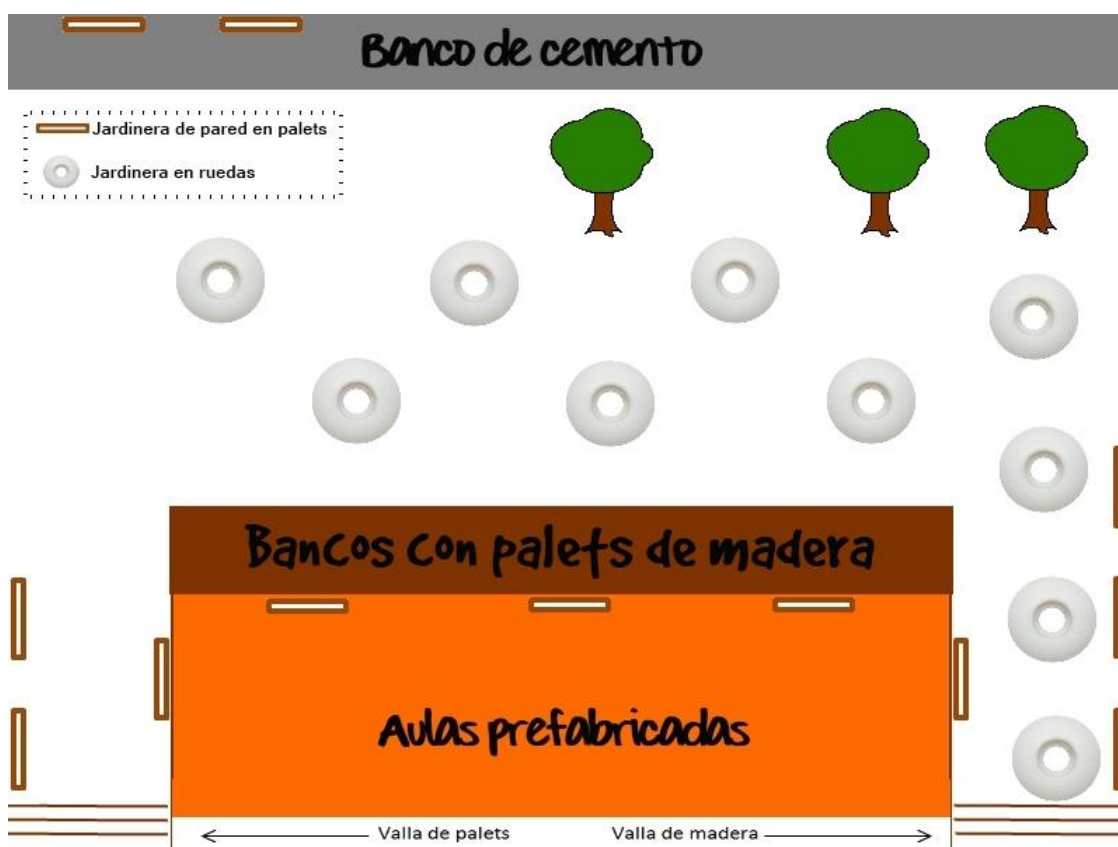 Banco de cemento
Jardinera de pared en palets
Jardinera en ruedas
Bancos con palets de madera
Aulas prefabricadas
Valla de palets
Valla de madera